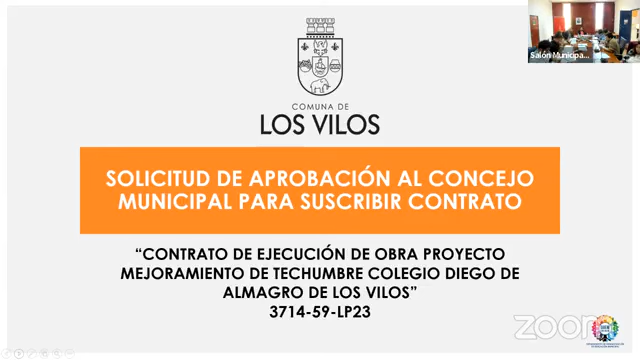 Salón Municipa...
COMUNA DE
LOS VILOS
SOLICITUD DE APROBACIÓN AL CONCEJO
MUNICIPAL PARA SUSCRIBIR CONTRATO
“CONTRATO DE EJECUCIÓN DE OBRA PROYECTO
MEJORAMIENTO DE TECHUMBRE COLEGIO DIEGO DE
ALMAGRO DE LOS VILOS”
3714-59-LP23
zoom